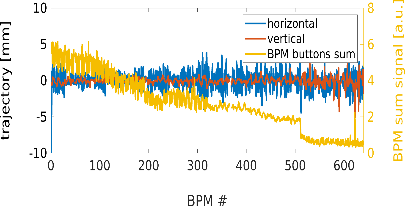 10
5
0
-5
-10
trajectory [mm]
horizontal
vertical
BPM buttons sum
8
6
4
2
0
BPM sum signal [a.u.]
0
100
200
300
400
500
600
BPM #